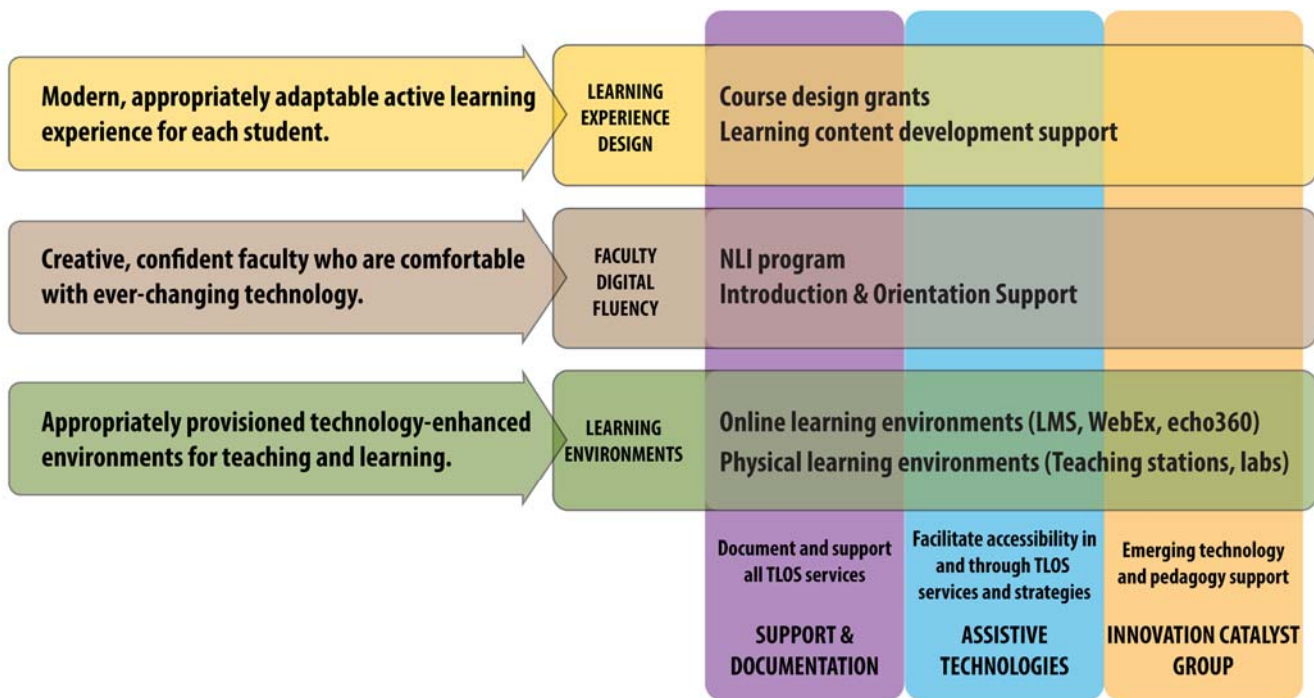 Modern, appropriately adaptable active learning
experience for each student.
LEARNING
EXPERIENCE
DESIGN
Course design grants
Learning content development support
Creative, confident faculty who are comfortable
with ever-changing technology.
FACULTY
DIGITAL
FLUENCY
NLI program
Introduction & Orientation Support
Appropriately provisioned technology-enhanced
environments for teaching and learning.
LEARNING
ENVIRONMENTS
Online learning environments (LMS, WebEx, echo360)
Physical learning environments (Teaching stations, labs)
Document and support
all TLOS services
SUPPORT &
DOCUMENTATION
Facilitate accessibility in
and through TLOS
services and strategies
ASSISTIVE
TECHNOLOGIES
Emerging technology
and pedagogy support
INNOVATION CATALYST
GROUP